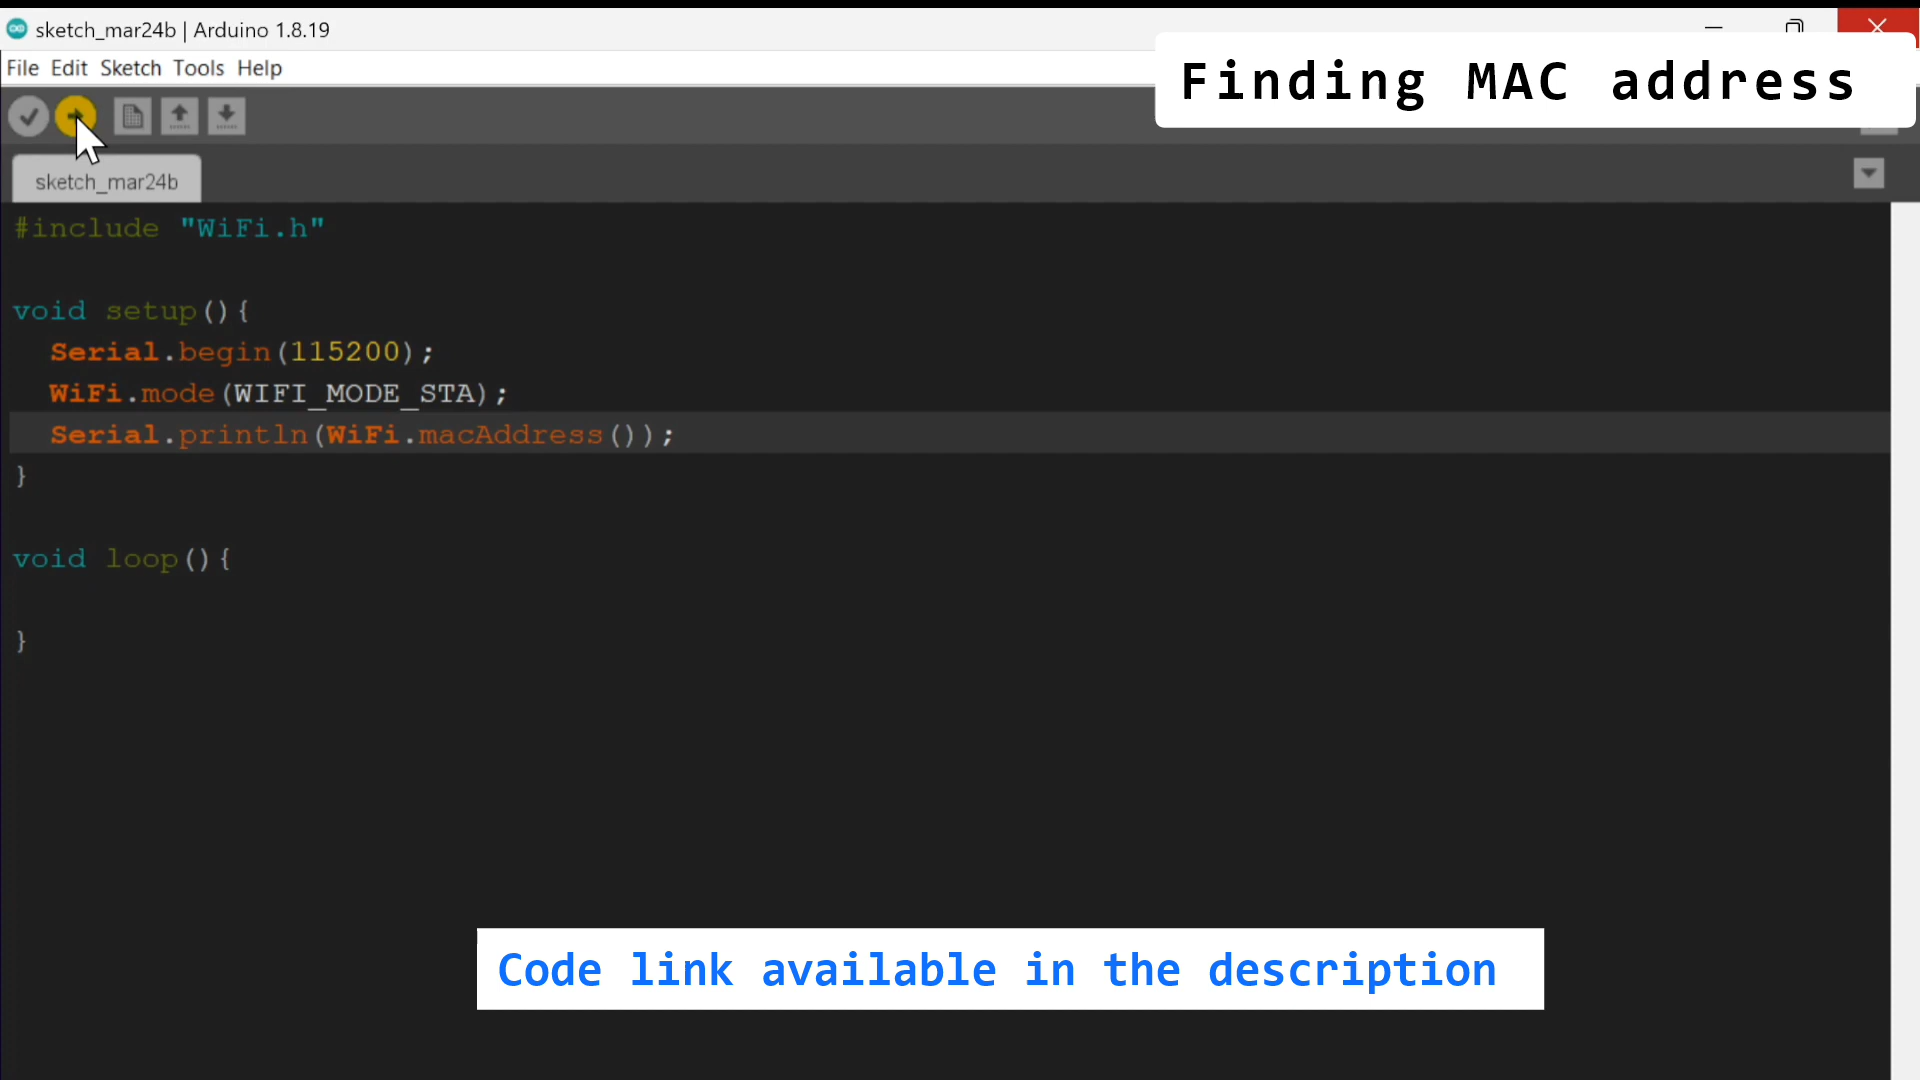 sketch_mar24b | Arduino 1.8.19
File Edit Sketch Tools Help
Finding MAC address
sketch_mar24b
#include "WiFi.h"
void setup(){
  Serial.begin(115200);
  WiFi.mode(WIFI_MODE_STA);
  Serial.println(WiFi.macAddress());
}
void loop(){
}
Code link available in the description